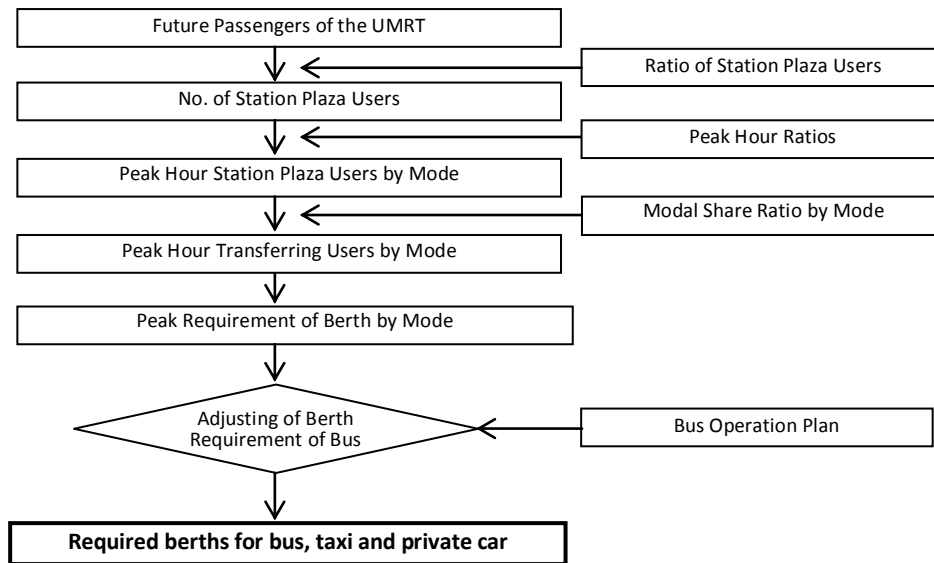 Future Passengers of the UMRT
Ratio of Station Plaza Users
No. of Station Plaza Users
Peak Hour Ratios
Peak Hour Station Plaza Users by Mode
Modal Share Ratio by Mode
Peak Hour Transferring Users by Mode
Peak Requirement of Berth by Mode
Adjusting of Berth
Requirement of Bus
Bus Operation Plan
Required berths for bus, taxi and private car